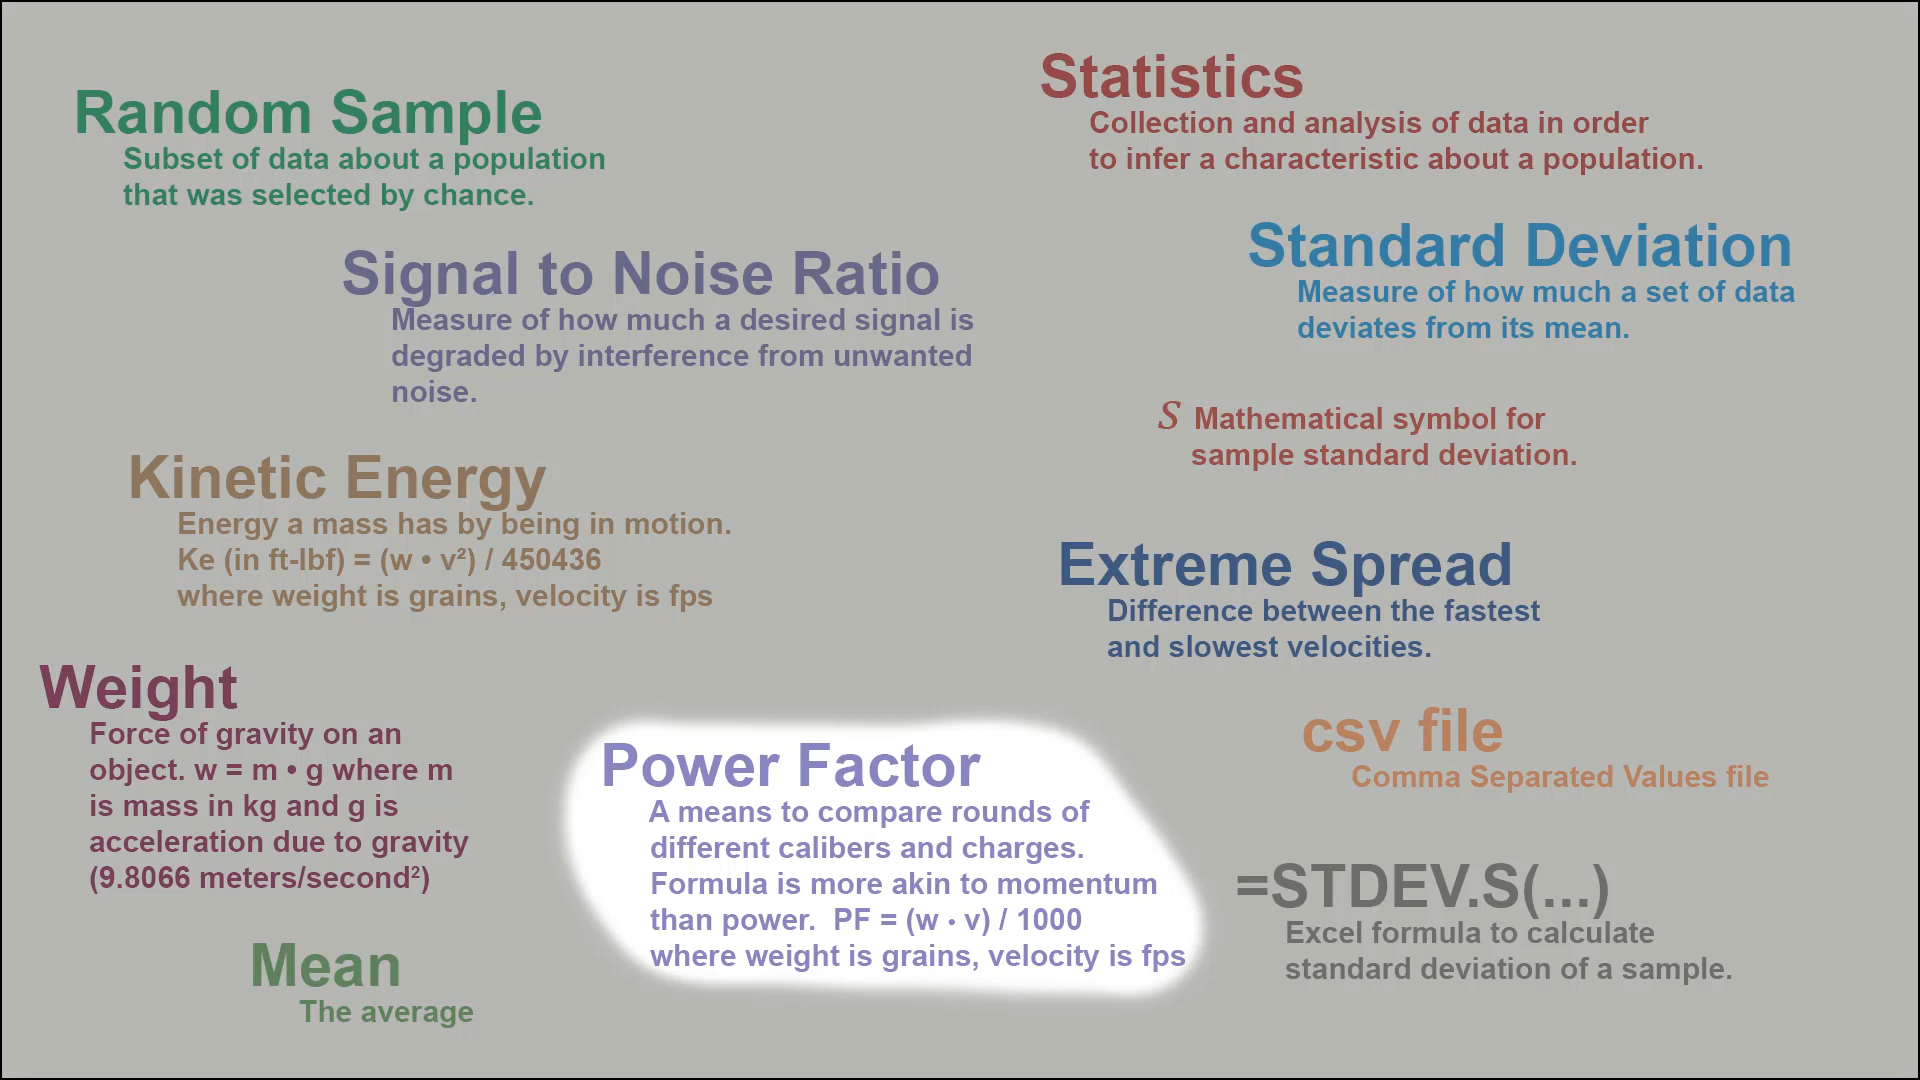 Random Sample
Subset of data about a population
that was selected by chance.
Signal to Noise Ratio
Measure of how much a desired signal is
degraded by interference from unwanted
noise.
Kinetic Energy
Energy a mass has by being in motion.
Ke (in ft-lbf) = (w • v²) / 450436
where weight is grains, velocity is fps
Weight
Force of gravity on an
object. w = m • g where m
is mass in kg and g is
acceleration due to gravity
(9.8066 meters/second²)
Mean
The average
Power Factor
A means to compare rounds of
different calibers and charges.
Formula is more akin to momentum
than power.  PF = (w • v) / 1000
where weight is grains, velocity is fps
Statistics
Collection and analysis of data in order
to infer a characteristic about a population.
Standard Deviation
Measure of how much a set of data
deviates from its mean.
S Mathematical symbol for
sample standard deviation.
Extreme Spread
Difference between the fastest
and slowest velocities.
csv file
Comma Separated Values file
=STDEV.S(...)
Excel formula to calculate
standard deviation of a sample.